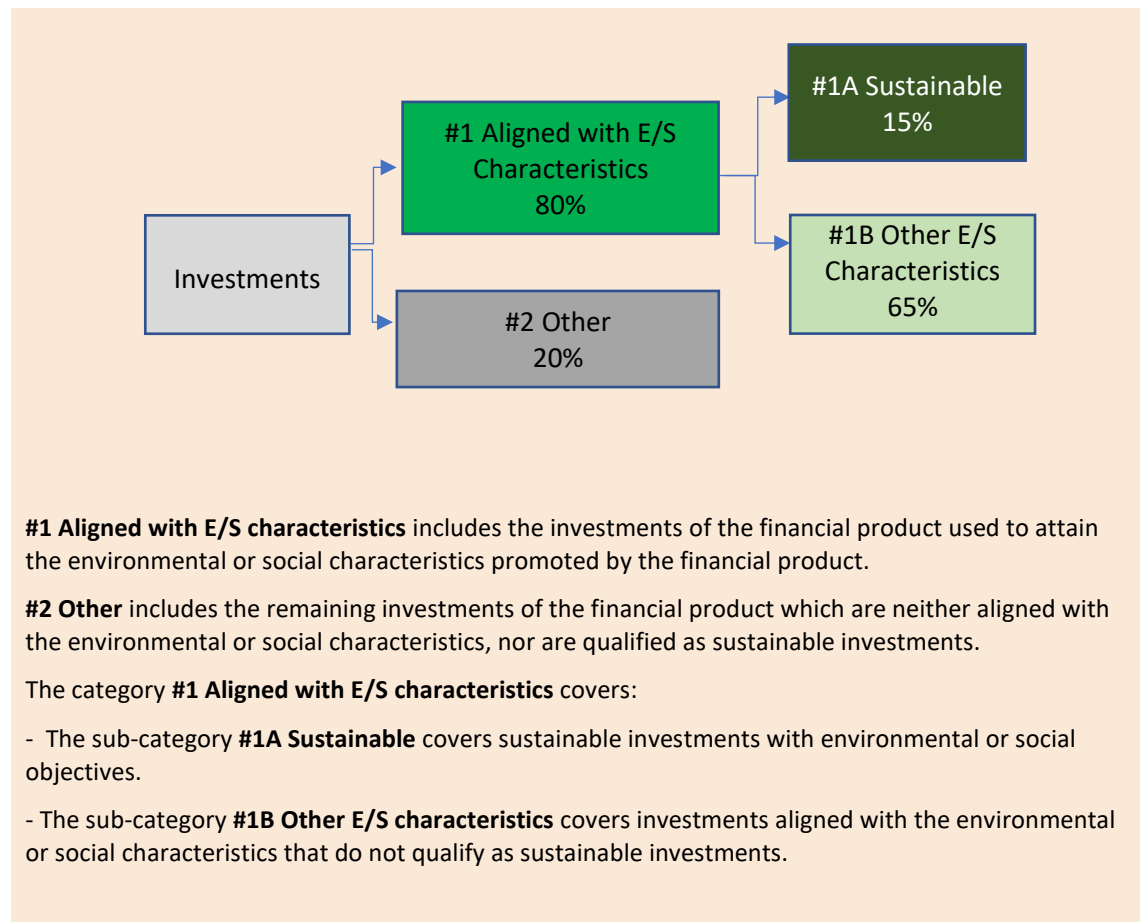 #1A Sustainable
15%
#1 Aligned with E/S
Characteristics
80%
#1B Other E/S
Characteristics
65%
Investments
#2 Other
20%
#1 Aligned with E/S characteristics includes the investments of the financial product used to attain
the environmental or social characteristics promoted by the financial product.
#2 Other includes the remaining investments of the financial product which are neither aligned with
the environmental or social characteristics, nor are qualified as sustainable investments.
The category #1 Aligned with E/S characteristics covers:
- The sub-category #1A Sustainable covers sustainable investments with environmental or social
objectives.
- The sub-category #1B Other E/S characteristics covers investments aligned with the environmental
or social characteristics that do not qualify as sustainable investments.